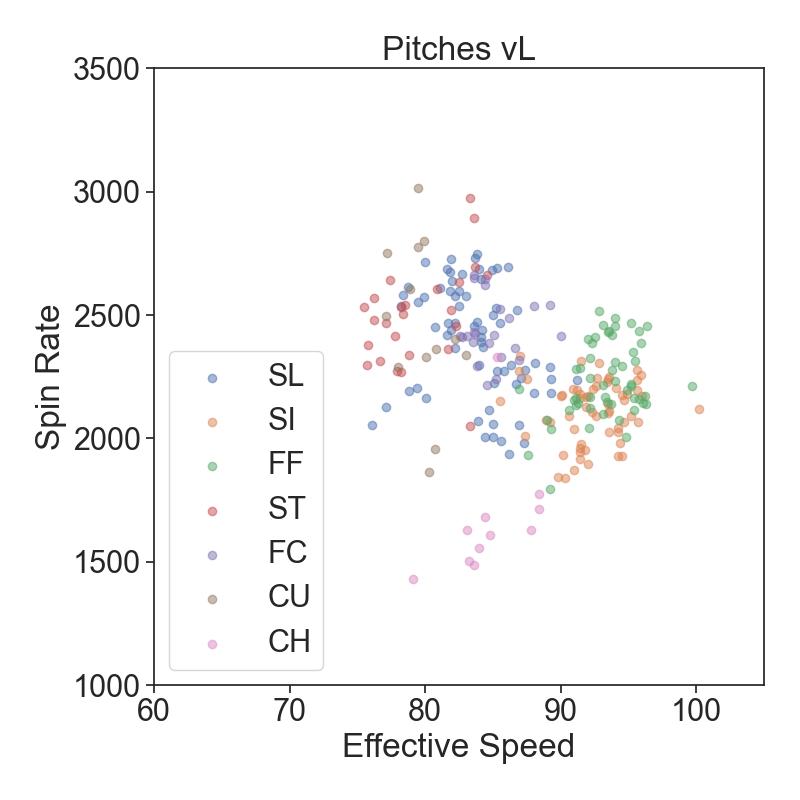 Pitches vL
3500
3000
2500
2000
1500
1000
Spin Rate
SL
SI
FF
ST
FC
CU
CH
60 70 80 90 100
Effective Speed